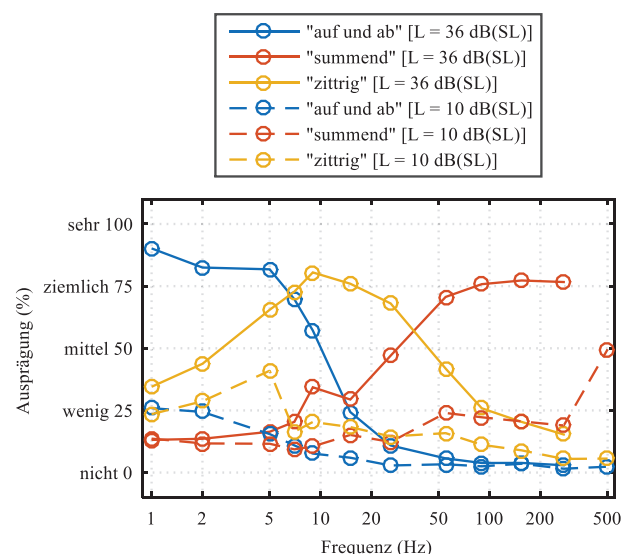 "auf und ab" [L = 36 dB(SL)]
"summend" [L = 36 dB(SL)]
"zittrig" [L = 36 dB(SL)]
"auf und ab" [L = 10 dB(SL)]
"summend" [L = 10 dB(SL)]
"zittrig" [L = 10 dB(SL)]
Ausprägung (%)
sehr 100
ziemlich 75
mittel 50
wenig 25
nicht 0
1 2 5 10 20 50 100 200 500
Frequenz (Hz)